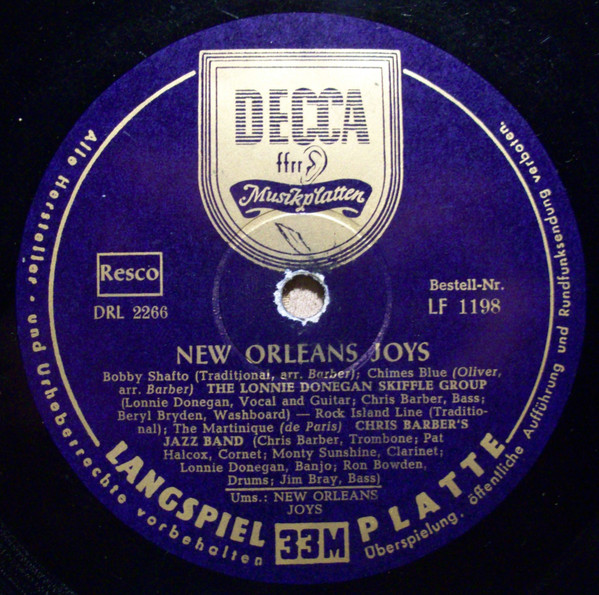 DECCA
ffrr
Musikplatten
Resco
DRL 2266
Bestell-Nr.
LF 1198
NEW ORLEANS JOYS
Bobby Shafto (Traditional, arr. Barber); Chimes Blue (Oliver,
arr. Barber) THE LONNIE DONEGAN SKIFFLE GROUP
(Lonnie Donegan, Vocal and Guitar; Chris Barber, Bass;
Beryl Bryden, Washboard) — Rock Island Line (Traditio-
nal); The Martinique (de Paris) CHRIS BARBER'S
JAZZ BAND (Chris Barber, Trombone; Pat
Halcox, Cornet; Monty Sunshine, Clarinet;
Lonnie Donegan, Banjo; Ron Bowden,
Drums; Jim Bray, Bass)
Ums.: NEW ORLEANS
JOYS
LANGSPIEL 33M PLATTE
Alle Hersteller- und Urheberrechte vorbehalten
Überspielung, öffentliche Aufführung und Rundfunksendung verboten.